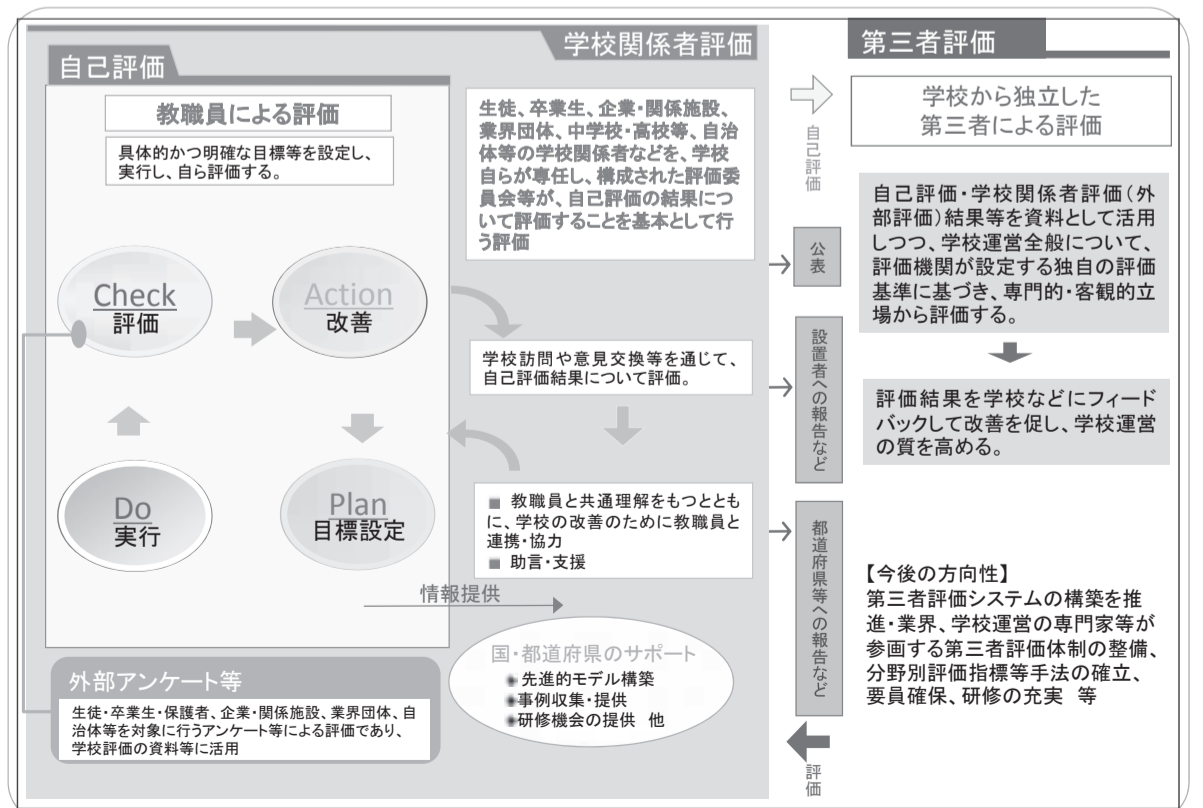 学校関係者評価
自己評価
教職員による評価
具体的かつ明確な目標等を設定し、
実行し、自ら評価する。
Check
評価
Action
改善
Do
実行
Plan
目標設定
生徒、卒業生、企業・関係施設、
業界団体、中学校・高校等、自治
体等の学校関係者などを、学校
自らが専任し、構成された評価委
員会等が、自己評価の結果につ
いて評価することを基本として行
う評価
学校訪問や意見交換等を通じて、
自己評価結果について評価。
■ 教職員と共通理解をもつととも
に、学校の改善のために教職員と
連携・協力
■ 助言・支援
情報提供
国・都道府県のサポート
先進的モデル構築
事例収集・提供
研修機会の提供 他
外部アンケート等
生徒・卒業生・保護者、企業・関係施設、業界団体、自
治体等を対象に行うアンケート等による評価であり、
学校評価の資料等に活用
自己評価
公表
設置者への報告など
都道府県等への報告など
評価
第三者評価
学校から独立した
第三者による評価
自己評価・学校関係者評価(外
部評価)結果等を資料として活用
しつつ、学校運営全般について、
評価機関が設定する独自の評価
基準に基づき、専門的・客観的立
場から評価する。
評価結果を学校などにフィード
バックして改善を促し、学校運営
の質を高める。
【今後の方向性】
第三者評価システムの構築を推
進・業界、学校運営の専門家等が
参画する第三者評価体制の整備、
分野別評価指標等手法の確立、
要員確保、研修の充実 等